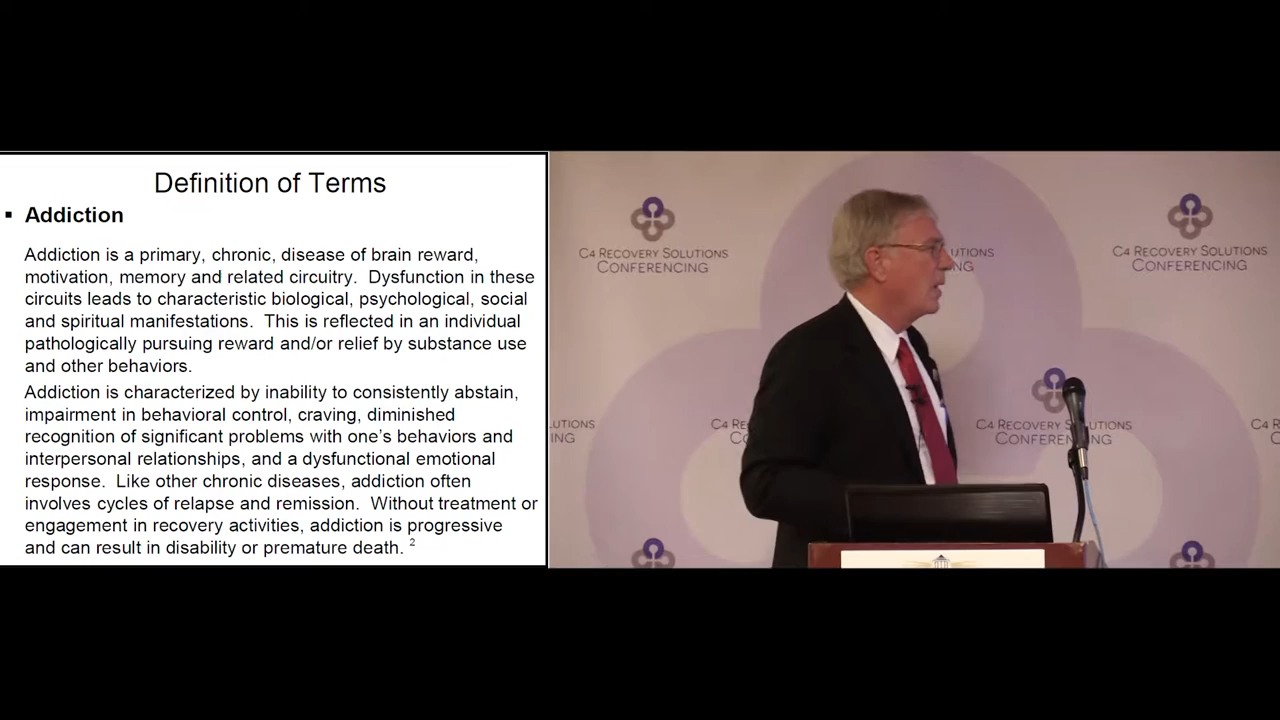 Definition of Terms
▪ Addiction
Addiction is a primary, chronic, disease of brain reward,
motivation, memory and related circuitry.  Dysfunction in these
circuits leads to characteristic biological, psychological, social
and spiritual manifestations.  This is reflected in an individual
pathologically pursuing reward and/or relief by substance use
and other behaviors.
Addiction is characterized by inability to consistently abstain,
impairment in behavioral control, craving, diminished
recognition of significant problems with one’s behaviors and
interpersonal relationships, and a dysfunctional emotional
response.  Like other chronic diseases, addiction often
involves cycles of relapse and remission.  Without treatment or
engagement in recovery activities, addiction is progressive
and can result in disability or premature death. 2
C4 RECOVERY SOLUTIONS
CONFERENCING
LUTIONS
C4 RECOVERY SOLUTIONS
CONFERENCING
LUTIONS
ING
C4
CO
C4 RECOVERY SOLUTIONS
CONFERENCING
C4
C